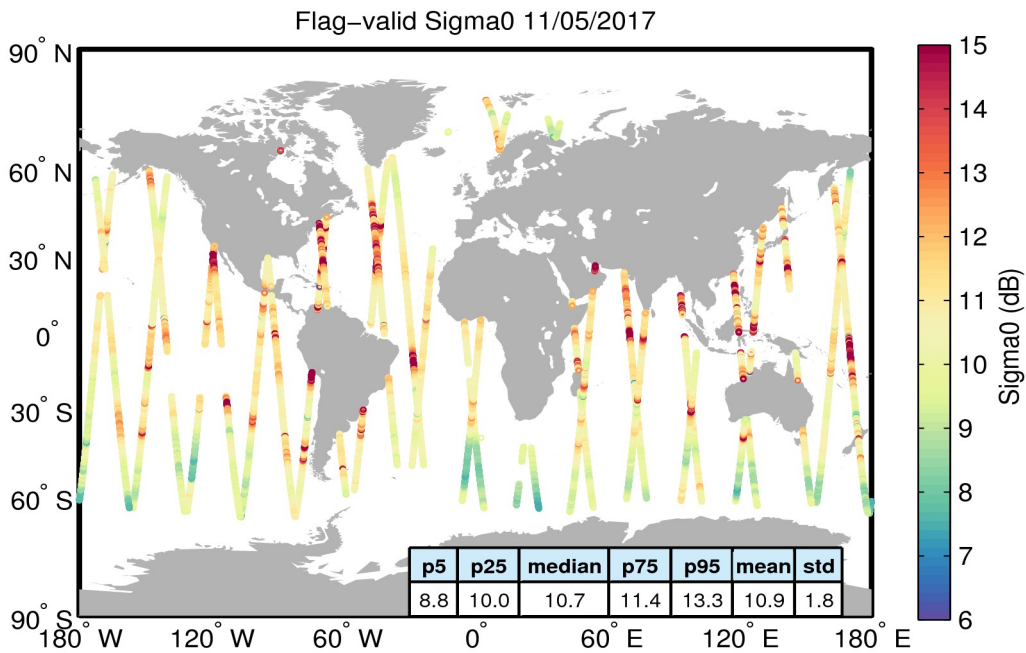 Flag−valid Sigma0 11/05/2017
90° N
60° N
30° N
0°
30° S
60° S
90° S
180° W
120° W
60° W
0°
60° E
120° E
180° E
p5 p25 median p75 p95 mean std
8.8 10.0 10.7 11.4 13.3 10.9 1.8
15
14
13
12
11
10
9
8
7
6
Sigma0 (dB)